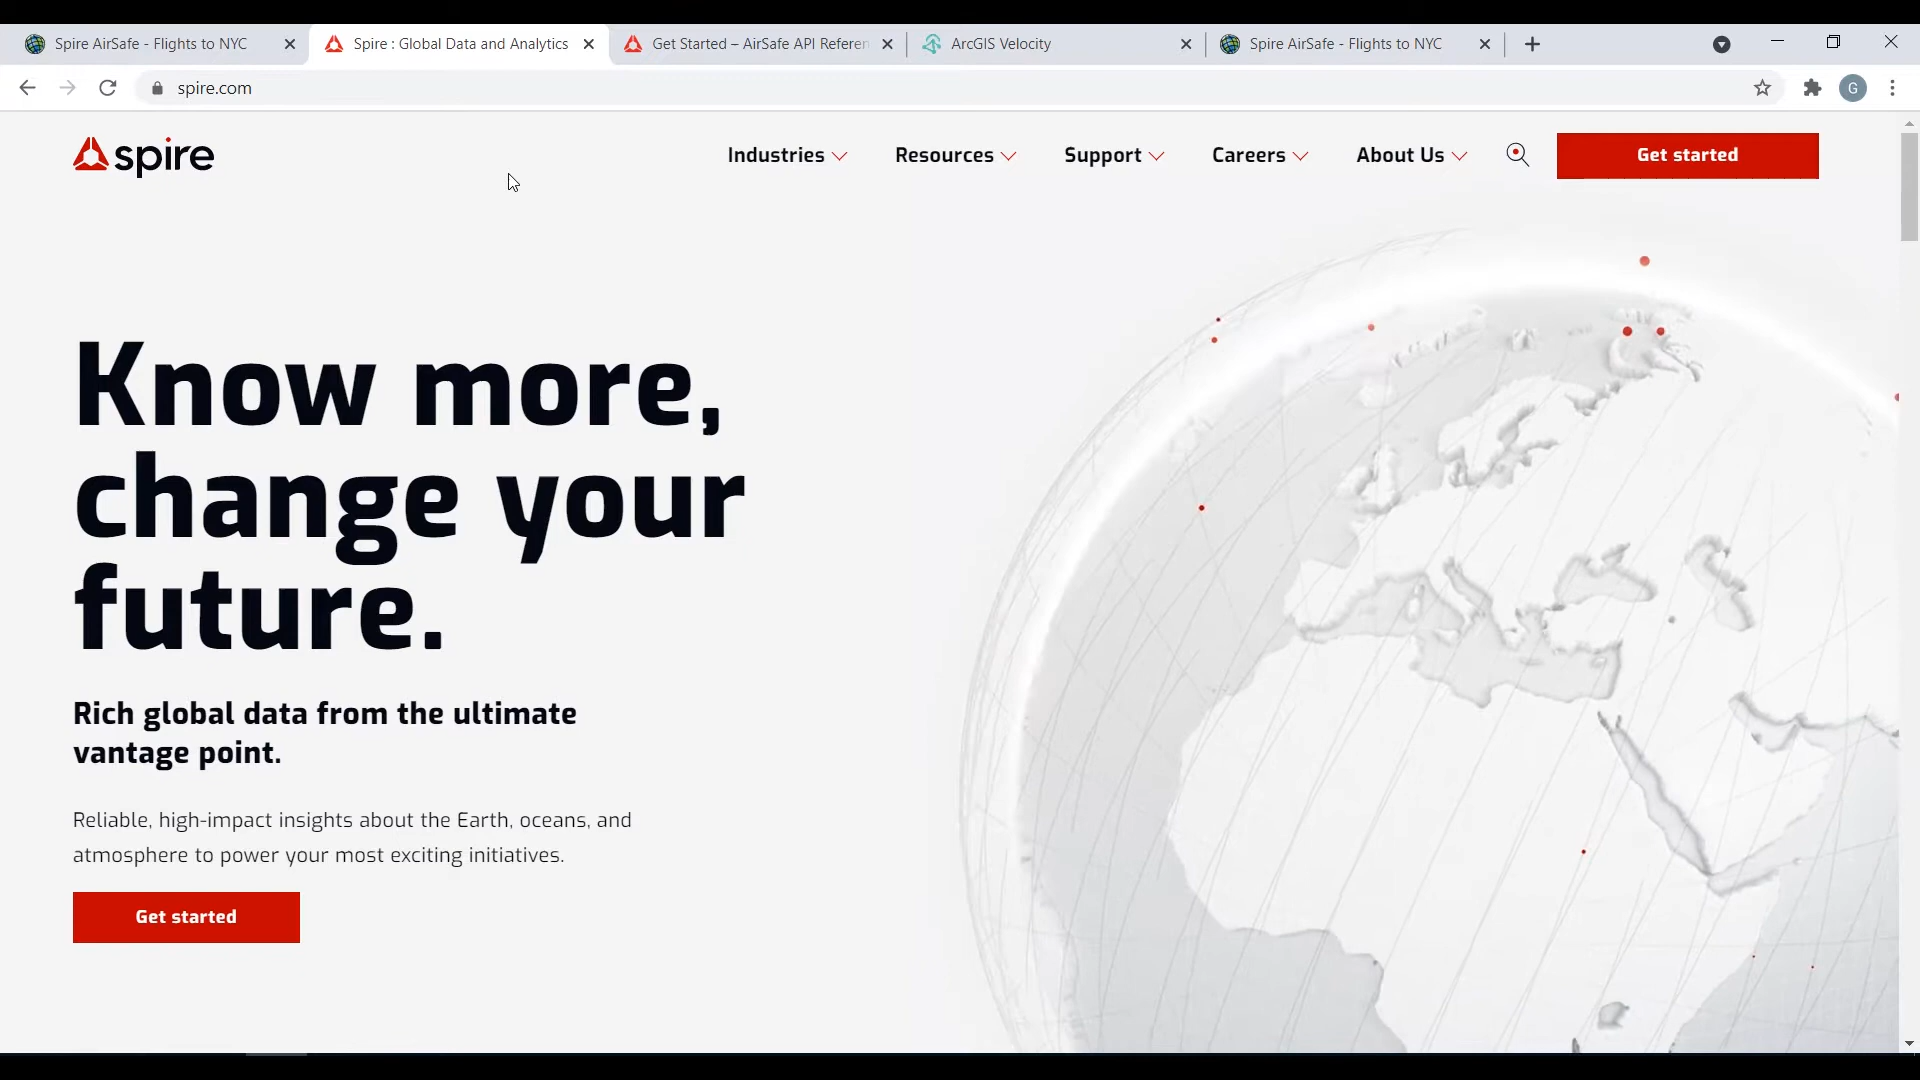 Spire AirSafe - Flights to NYC
Spire : Global Data and Analytics
Get Started – AirSafe API Referen
ArcGIS Velocity
Spire AirSafe - Flights to NYC
spire.com
G
spire
Industries
Resources
Support
Careers
About Us
Get started
Know more,
change your
future.
Rich global data from the ultimate
vantage point.
Reliable, high-impact insights about the Earth, oceans, and
atmosphere to power your most exciting initiatives.
Get started